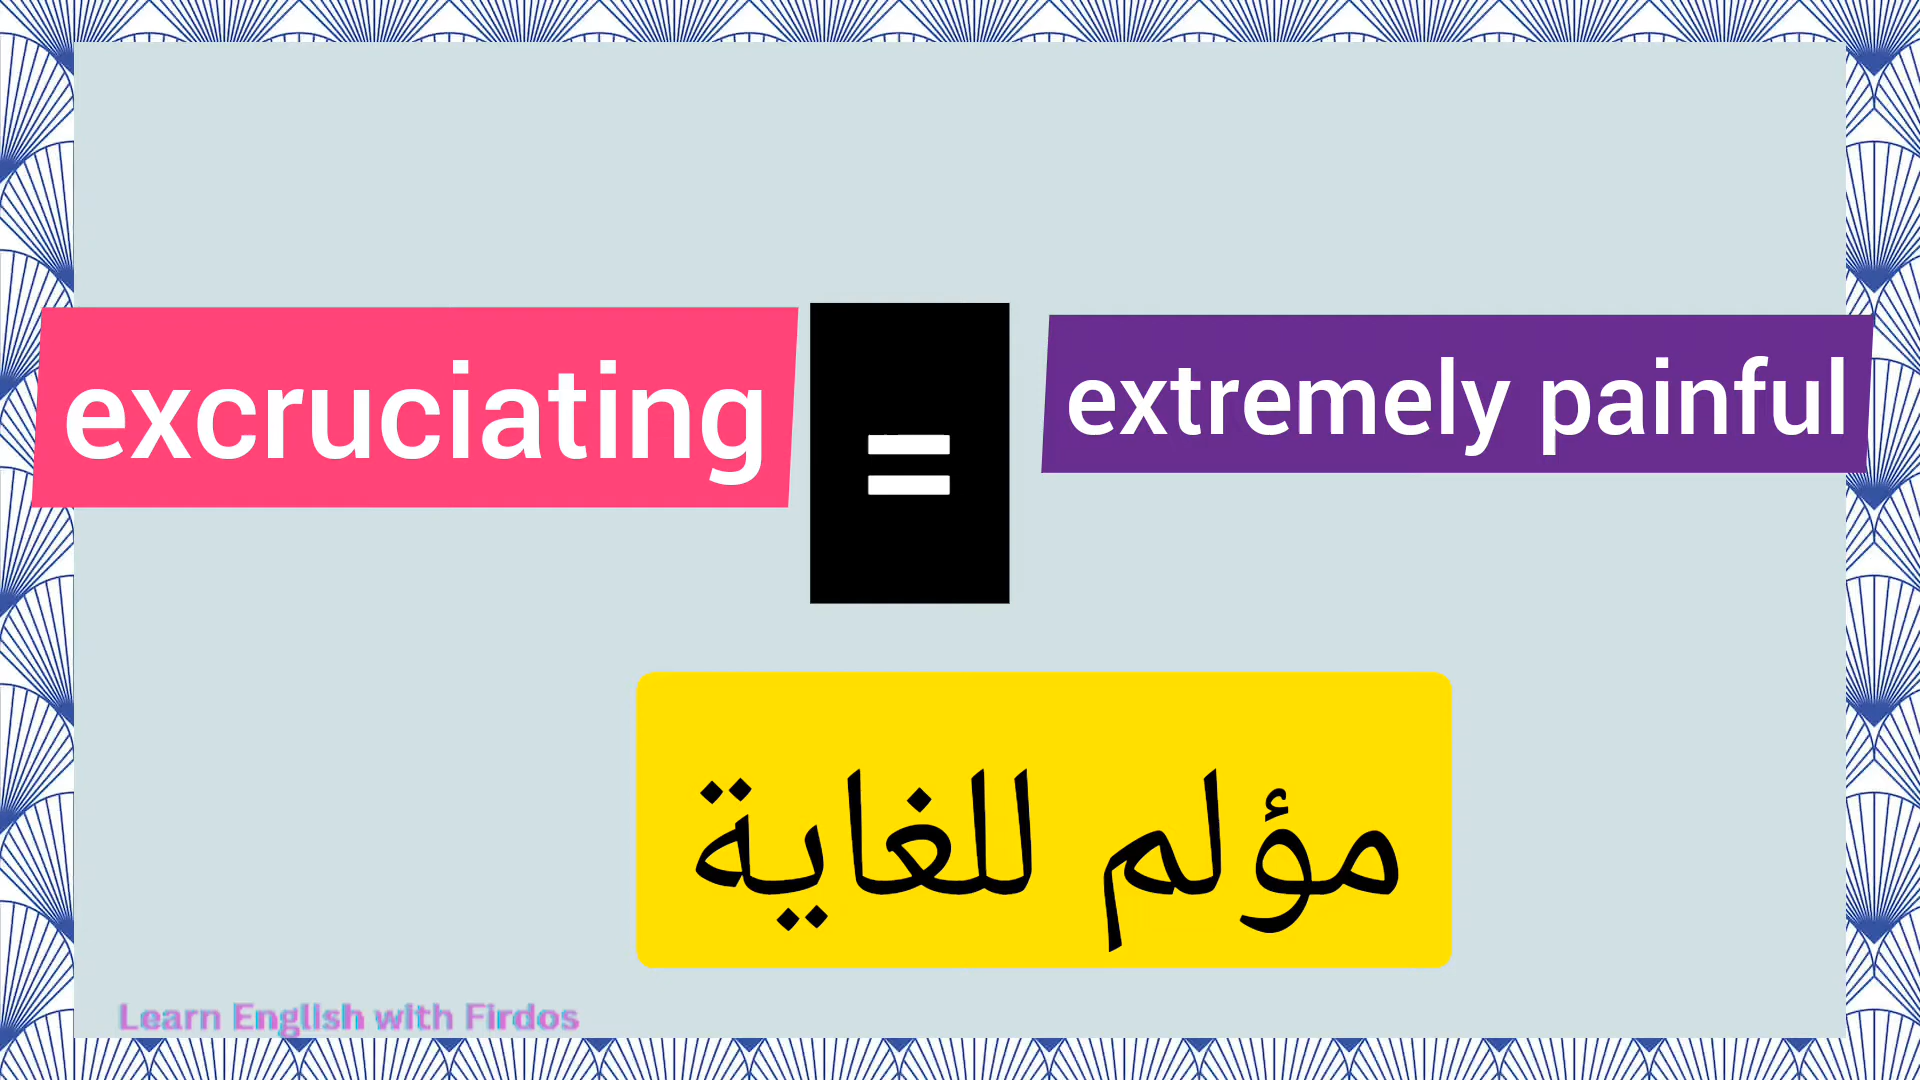 excruciating
=
extremely painful
مؤلم للغاية
Learn English with Firdos